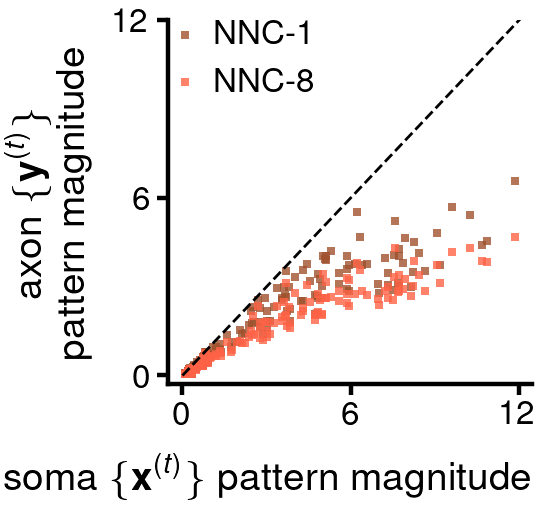 12
NNC-1
NNC-8
axon {y^(t)}
pattern magnitude
6
0
0 6 12
soma {x^(t)} pattern magnitude